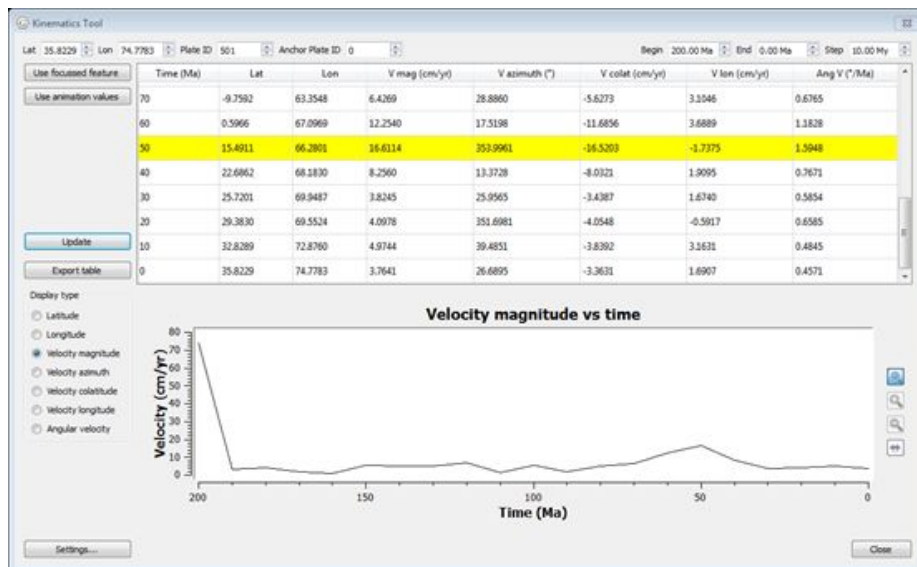 Kinematics Tool
Lat 35.8229 Lon 74.7783 Plate ID 501 Anchor Plate ID 0 Begin 200.00 Ma End 0.00 Ma Step 10.00 My
Use focussed feature
Use animation values
Time (Ma) Lat Lon V mag (cm/yr) V azimuth (°) V colat (cm/yr) V lon (cm/yr) Ang V (°/Ma)
70 -9.7592 63.3548 6.4269 28.8860 -5.6273 3.1046 0.6765
60 0.5966 67.0969 12.2540 17.5198 -11.6856 3.6889 1.1828
50 15.4911 66.2801 16.6114 353.9961 -16.5203 -1.7375 1.5948
40 22.6862 68.1830 8.2560 13.3728 -8.0321 1.9095 0.7671
30 25.7201 69.9487 3.8245 25.9565 -3.4387 1.6740 0.5854
20 29.3830 69.5524 4.0978 351.6981 -4.0548 -0.5917 0.6585
10 32.8289 72.8760 4.9744 39.4851 -3.8392 3.1631 0.4845
0 35.8229 74.7783 3.7641 26.6895 -3.3631 1.6907 0.4571
Update
Export table
Display type
Latitude
Longitude
Velocity magnitude
Velocity azimuth
Velocity colatitude
Velocity longitude
Angular velocity
Velocity magnitude vs time
Velocity (cm/yr)
80
70
60
50
40
30
20
10
0
200 150 100 50 0
Time (Ma)
Settings...
Close